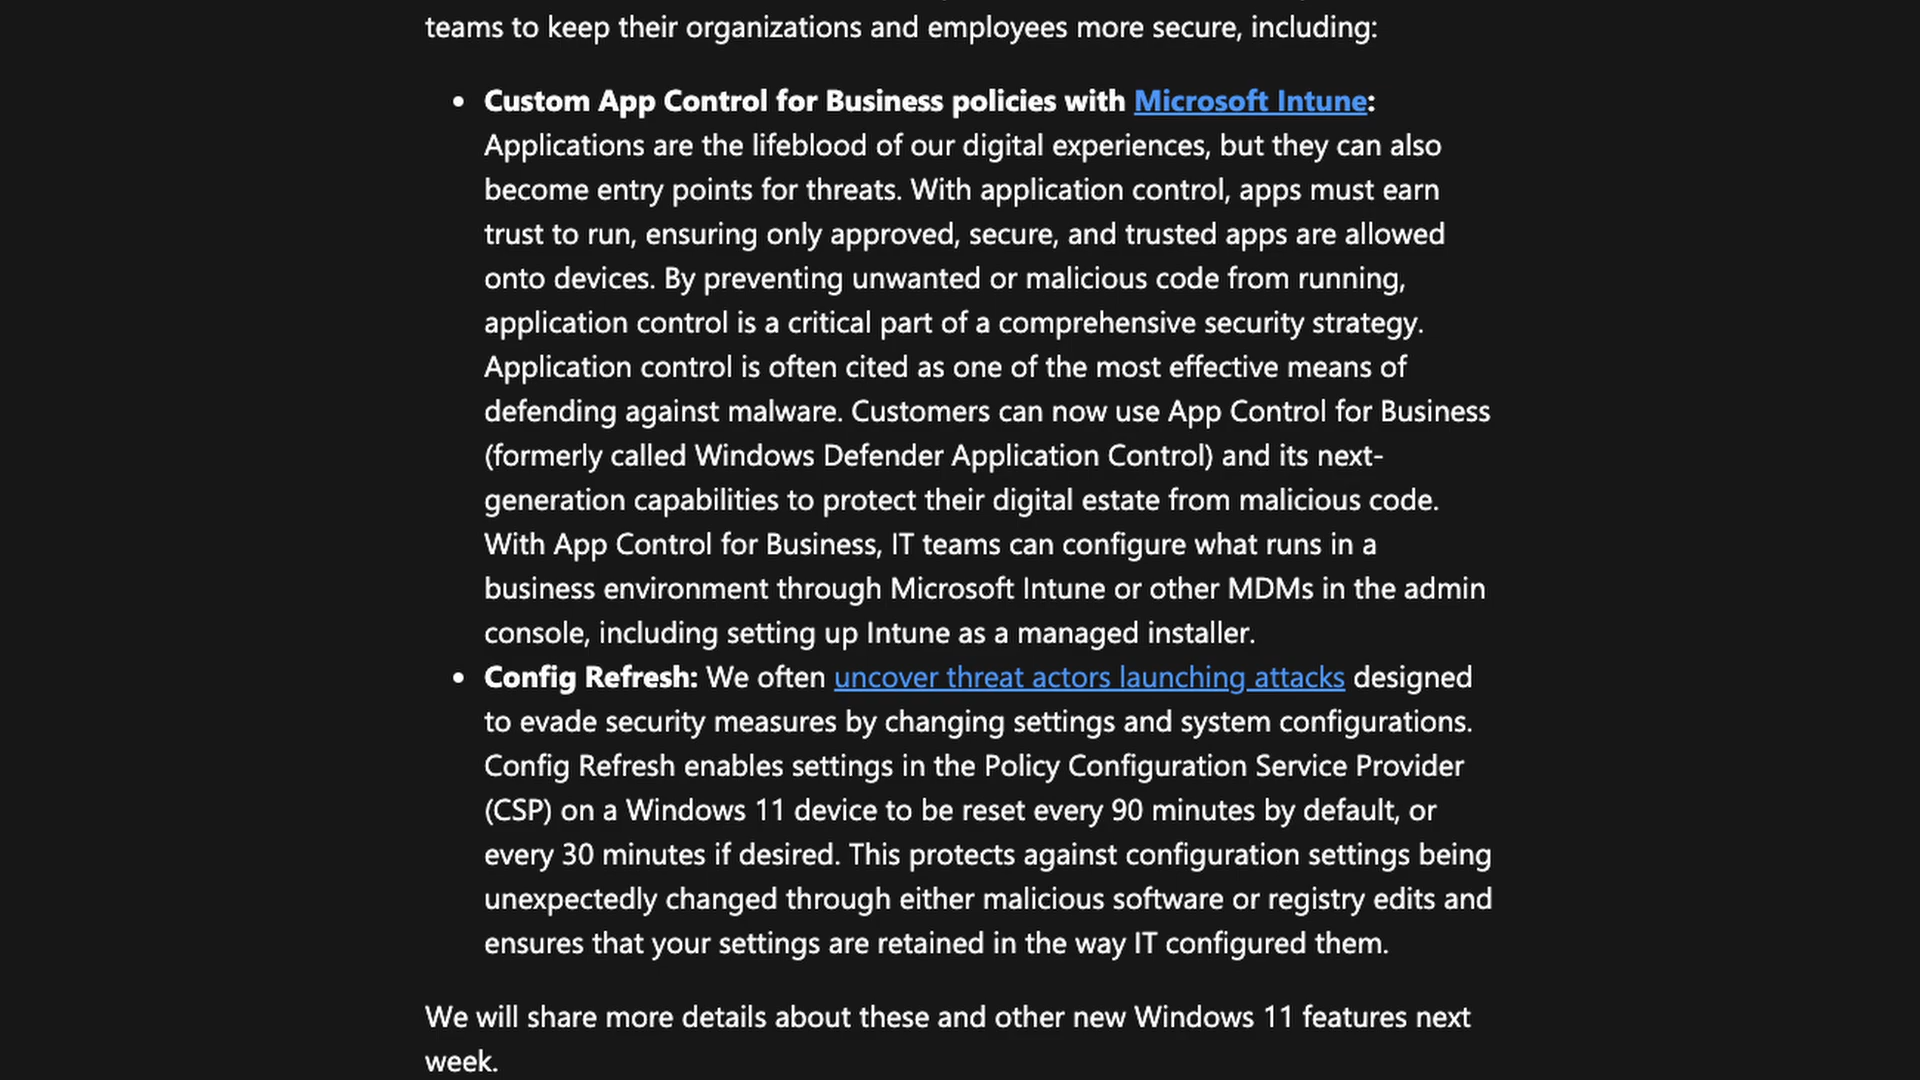 teams to keep their organizations and employees more secure, including:
• Custom App Control for Business policies with Microsoft Intune:
Applications are the lifeblood of our digital experiences, but they can also
become entry points for threats. With application control, apps must earn
trust to run, ensuring only approved, secure, and trusted apps are allowed
onto devices. By preventing unwanted or malicious code from running,
application control is a critical part of a comprehensive security strategy.
Application control is often cited as one of the most effective means of
defending against malware. Customers can now use App Control for Business
(formerly called Windows Defender Application Control) and its next-
generation capabilities to protect their digital estate from malicious code.
With App Control for Business, IT teams can configure what runs in a
business environment through Microsoft Intune or other MDMs in the admin
console, including setting up Intune as a managed installer.
• Config Refresh: We often uncover threat actors launching attacks designed
to evade security measures by changing settings and system configurations.
Config Refresh enables settings in the Policy Configuration Service Provider
(CSP) on a Windows 11 device to be reset every 90 minutes by default, or
every 30 minutes if desired. This protects against configuration settings being
unexpectedly changed through either malicious software or registry edits and
ensures that your settings are retained in the way IT configured them.
We will share more details about these and other new Windows 11 features next
week.